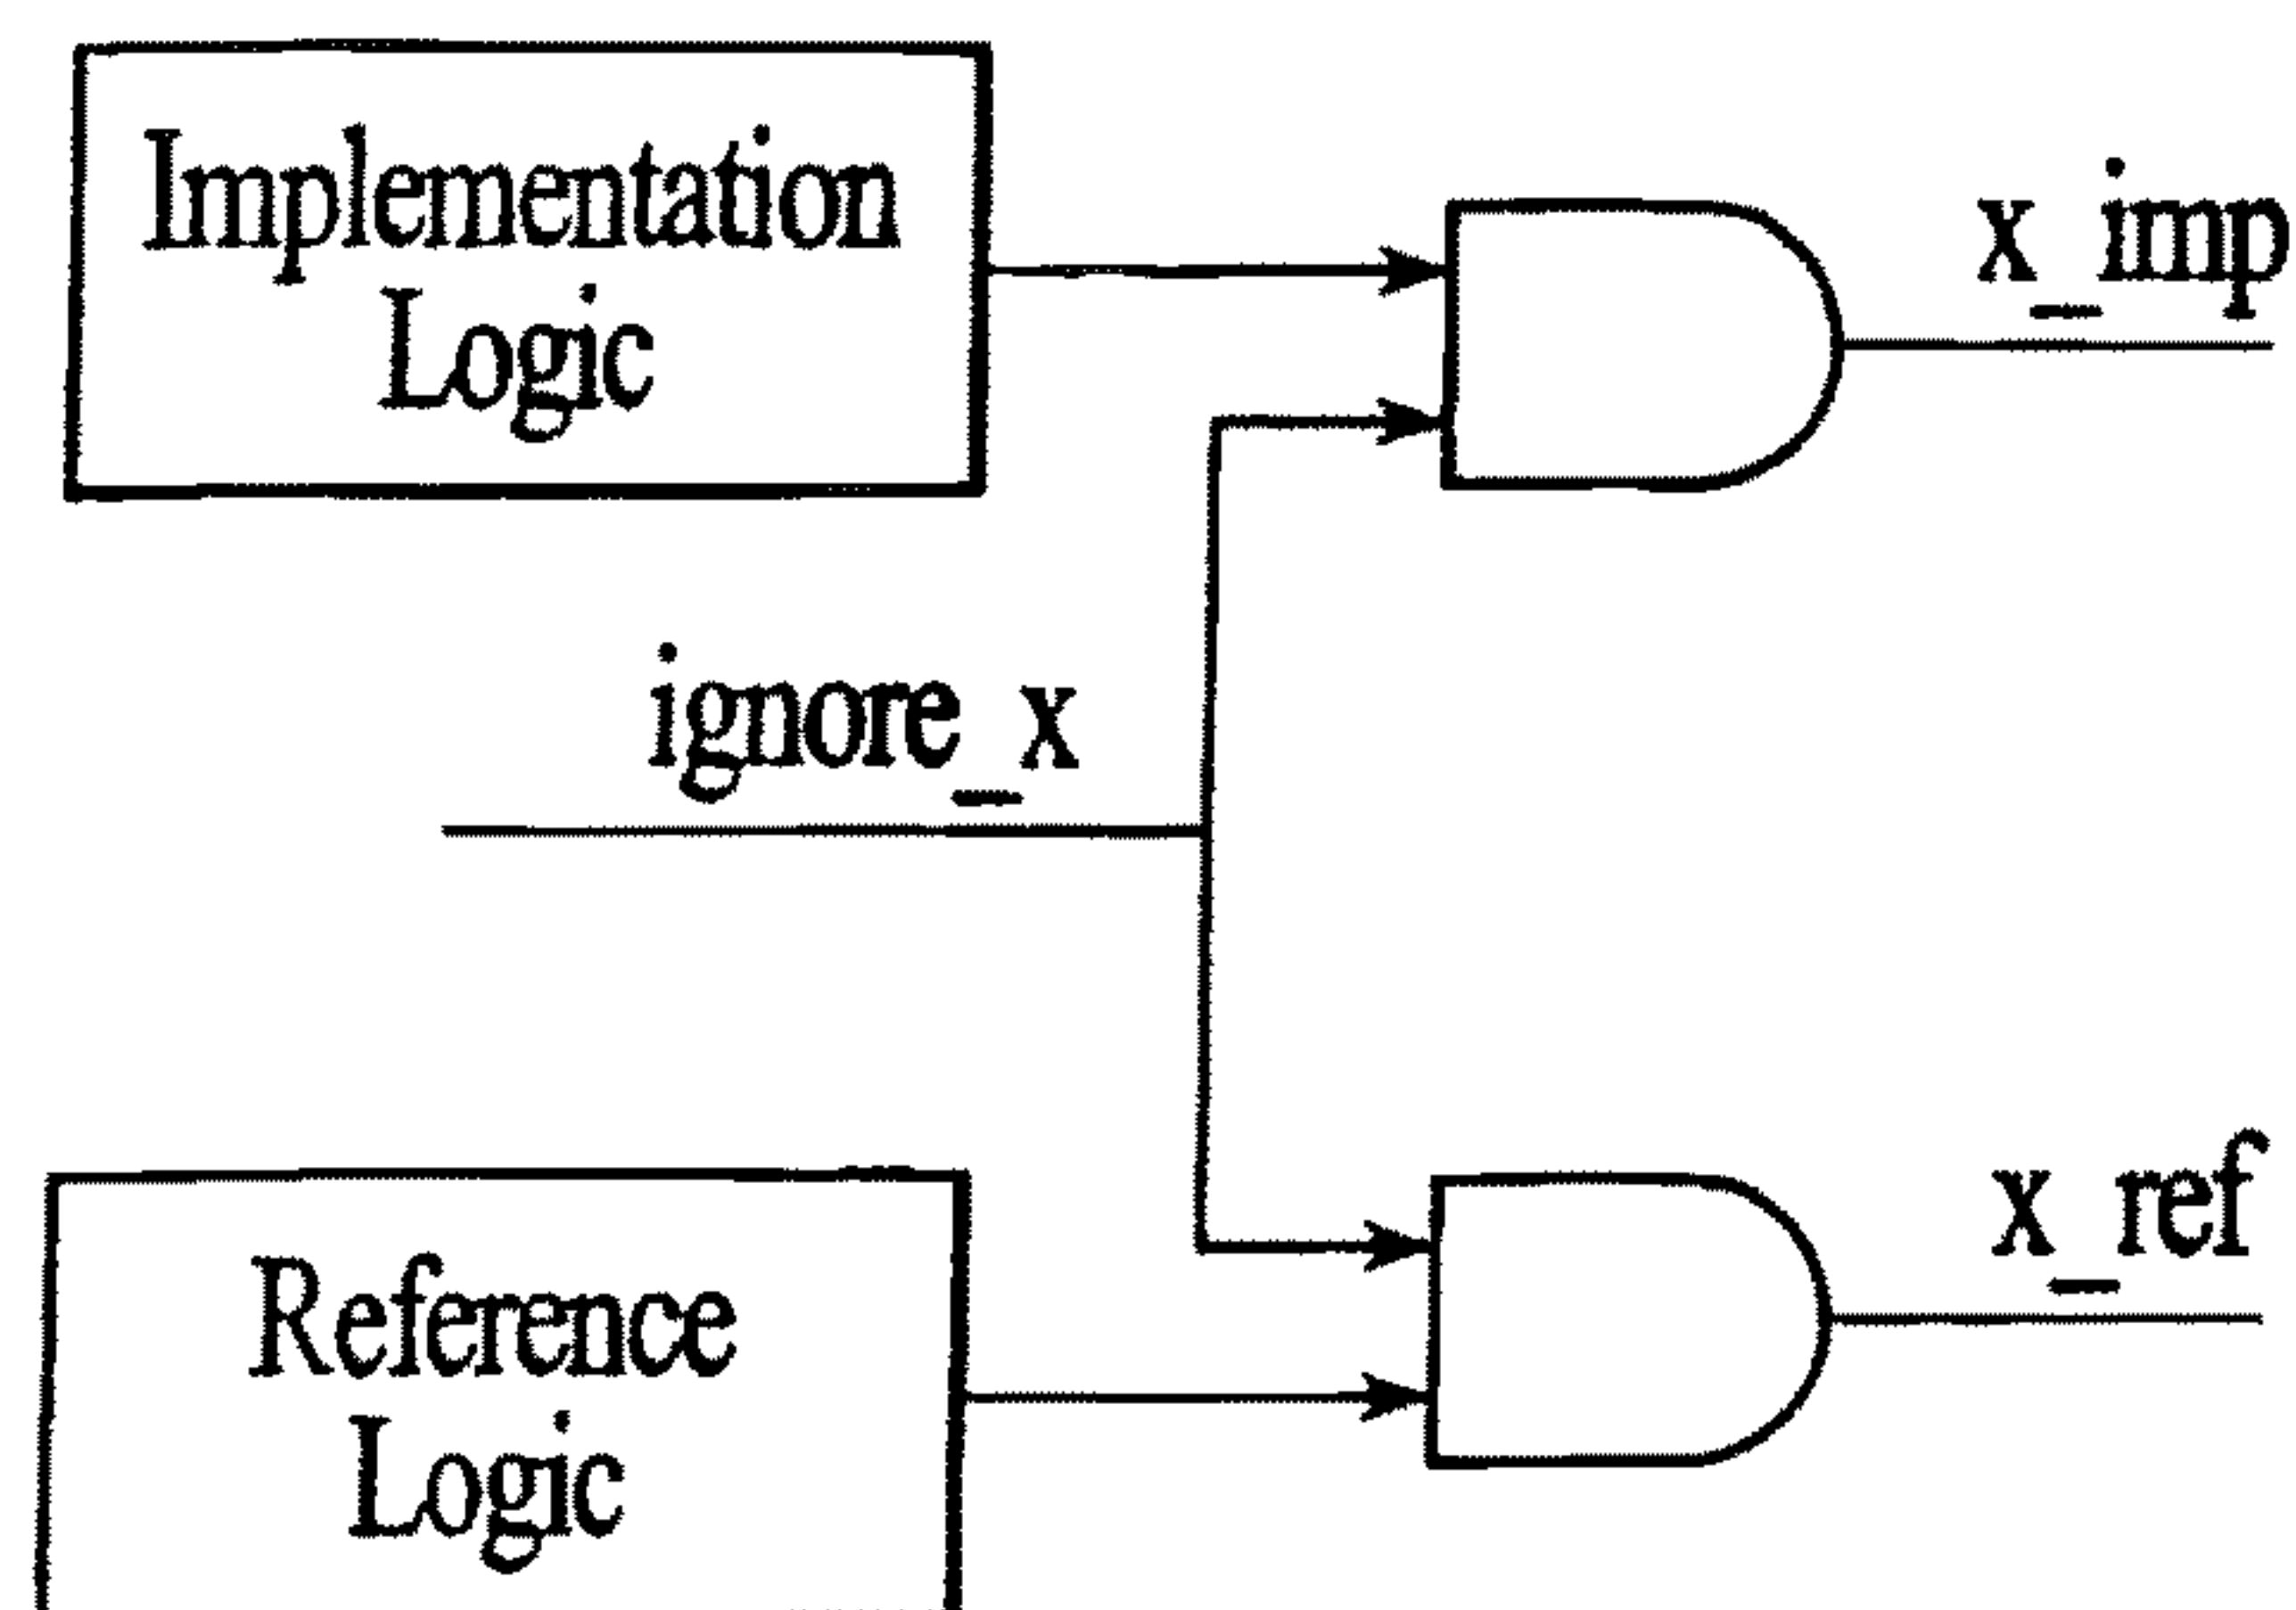 Implementation
Logic
x_imp
ignore_x
x_ref
Reference
Logic